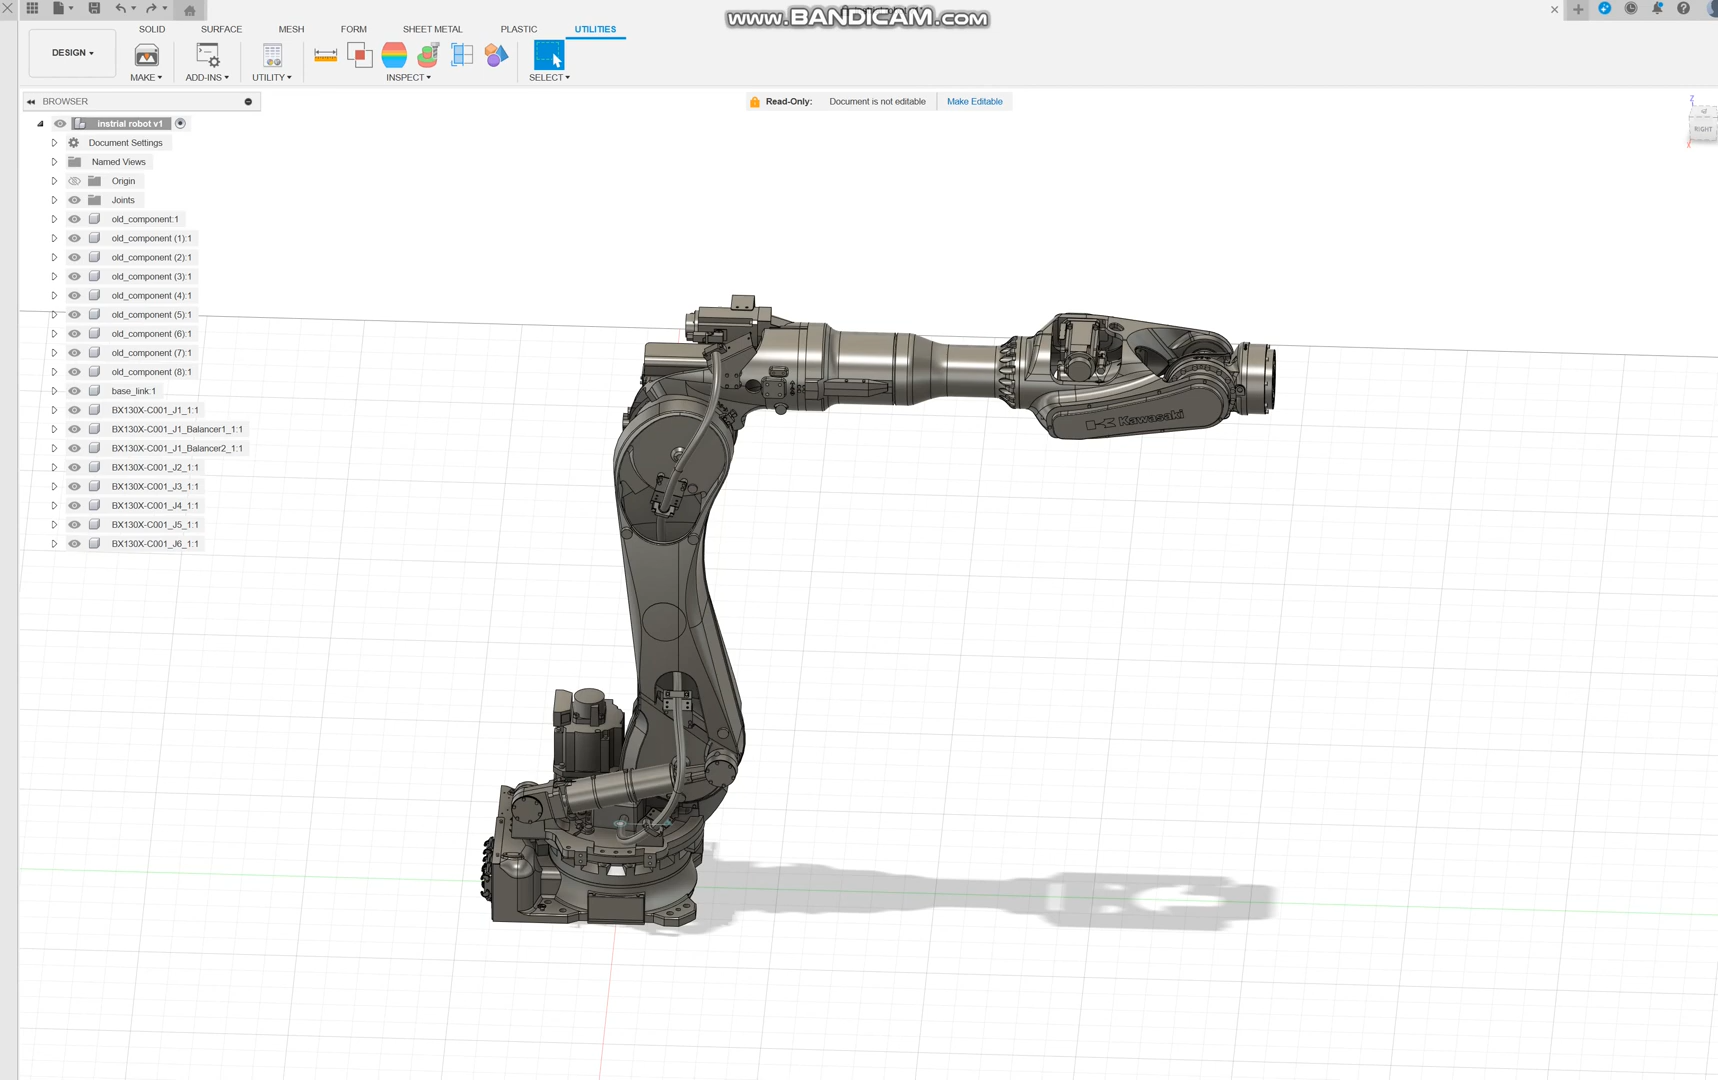 www.BANDICAM.com
SOLID SURFACE MESH FORM SHEET METAL PLASTIC UTILITIES
DESIGN
MAKE ADD-INS UTILITY INSPECT SELECT
BROWSER
Read-Only: Document is not editable Make Editable
instrial robot v1
Document Settings
Named Views
Origin
Joints
old_component:1
old_component (1):1
old_component (2):1
old_component (3):1
old_component (4):1
old_component (5):1
old_component (6):1
old_component (7):1
old_component (8):1
base_link:1
BX130X-C001_J1_1:1
BX130X-C001_J1_Balancer1_1:1
BX130X-C001_J1_Balancer2_1:1
BX130X-C001_J2_1:1
BX130X-C001_J3_1:1
BX130X-C001_J4_1:1
BX130X-C001_J5_1:1
BX130X-C001_J6_1:1
Z
RIGHT
X
Kawasaki